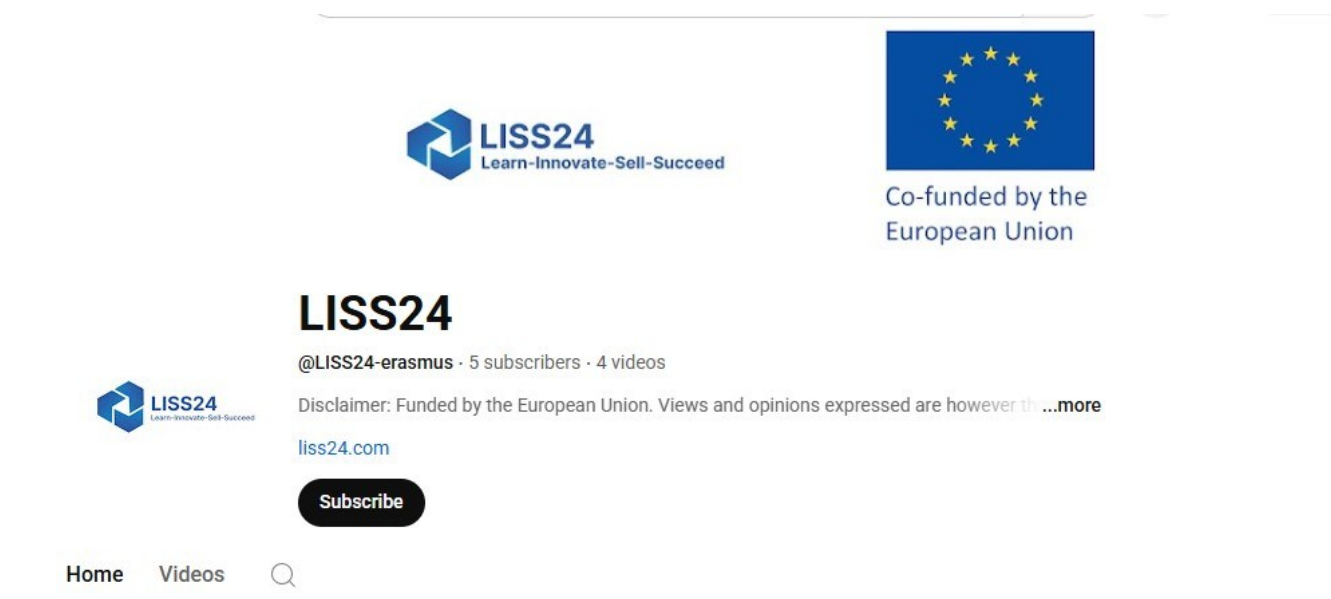 LISS24
Learn-Innovate-Sell-Succeed
Co-funded by the
European Union
LISS24
@LISS24-erasmus · 5 subscribers · 4 videos
LISS24
Learn-Innovate-Sell-Succeed
Disclaimer: Funded by the European Union. Views and opinions expressed are however ...more
liss24.com
Subscribe
Home Videos